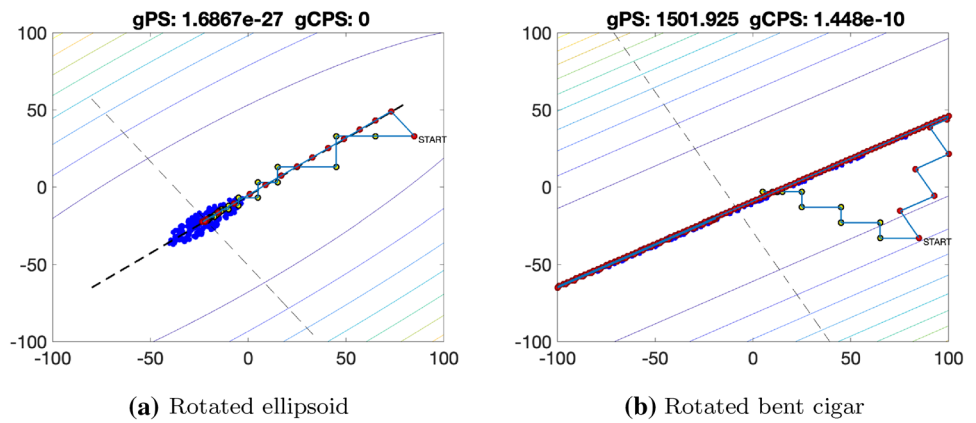 gPS: 1.6867e-27 gCPS: 0
100
50
0
-50
-100
START
-100 -50 0 50 100
(a) Rotated ellipsoid
gPS: 1501.925 gCPS: 1.448e-10
100
50
0
-50
-100
START
-100 -50 0 50 100
(b) Rotated bent cigar